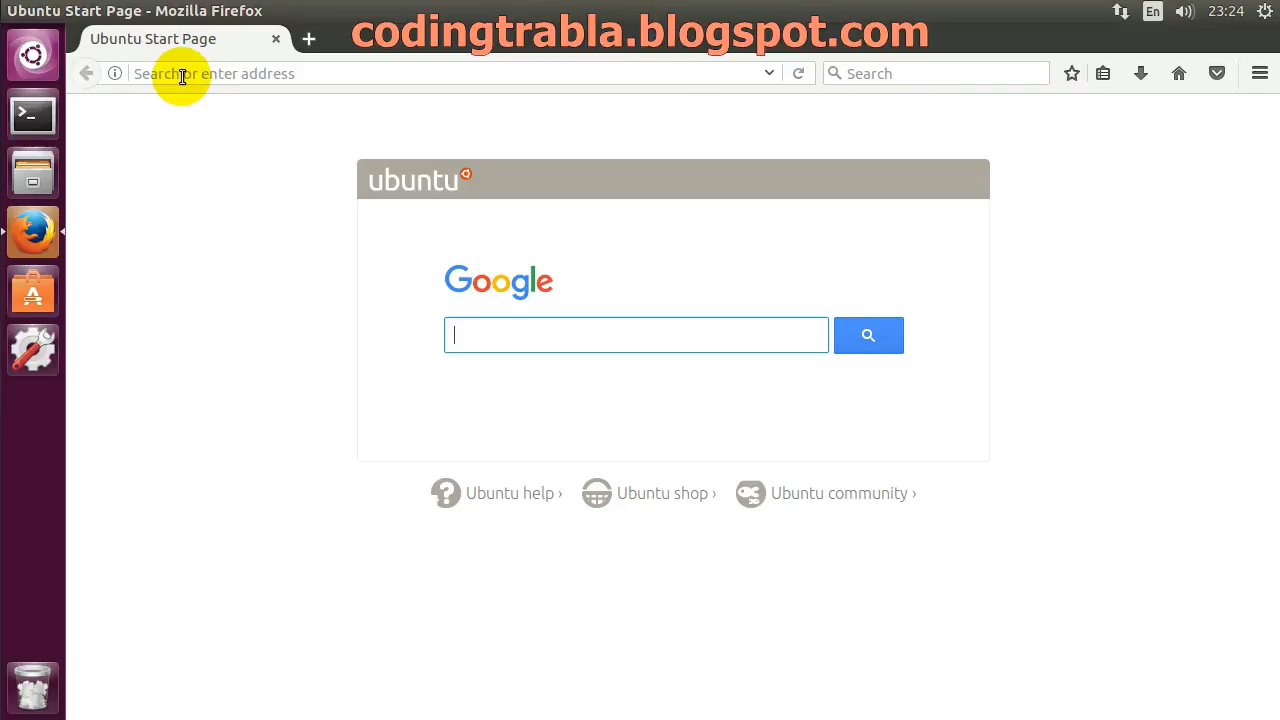 Ubuntu Start Page - Mozilla Firefox
En
23:24
Ubuntu Start Page
codingtrabla.blogspot.com
Search or enter address
Search
ubuntu
Google
Ubuntu help ›
Ubuntu shop ›
Ubuntu community ›